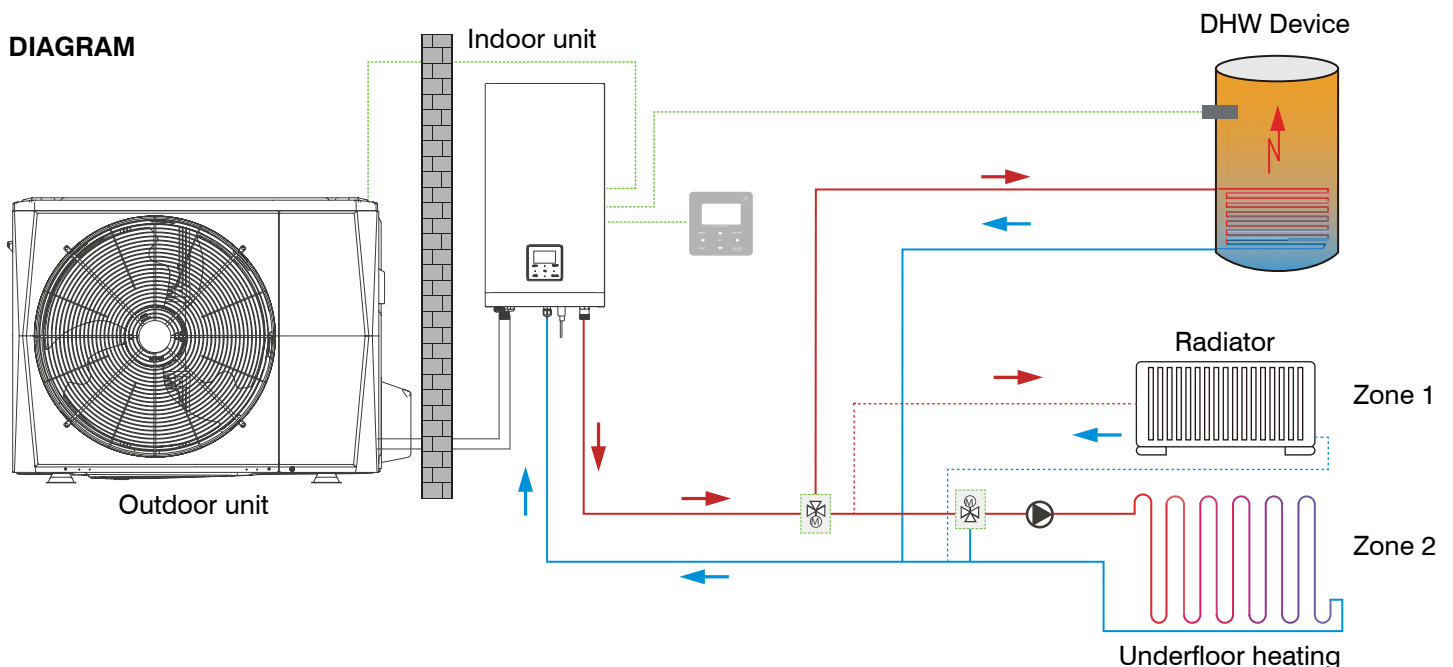 DIAGRAM
Indoor unit
DHW Device
Radiator
Zone 1
Outdoor unit
M
M
Zone 2
Underfloor heating